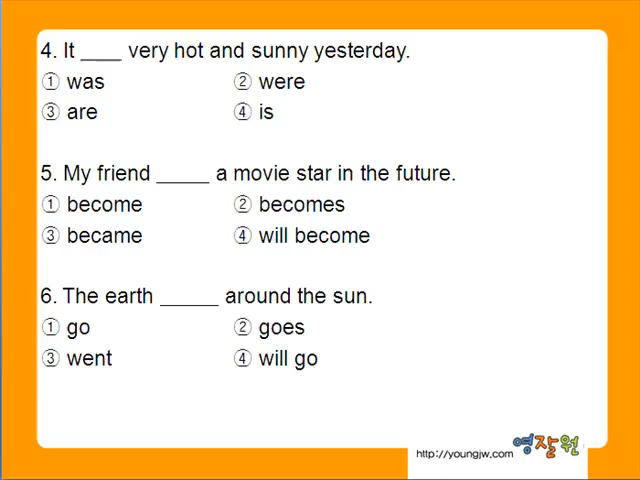 4. It ____ very hot and sunny yesterday.
① was ② were
③ are ④ is
5. My friend _____ a movie star in the future.
① become ② becomes
③ became ④ will become
6. The earth ______ around the sun.
① go ② goes
③ went ④ will go
http://youngjw.com 영잘원